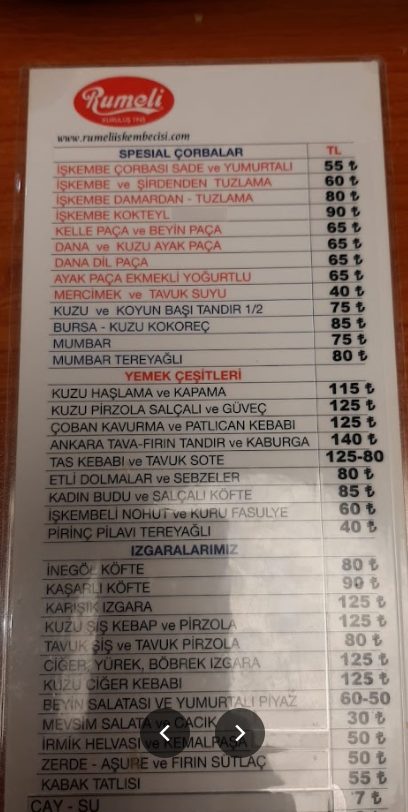 Rumeli
KURULUŞ
www.rumeliiskembecisi.com
SPESIAL ÇORBALAR TL
İŞKEMBE ÇORBASI SADE ve YUMURTALI 55 ₺
İŞKEMBE ve ŞİRDENDEN TUZLAMA 60 ₺
İŞKEMBE DAMARDAN - TUZLAMA 80 ₺
İŞKEMBE KOKTEYL 90 ₺
KELLE PAÇA ve BEYİN PAÇA 65 ₺
DANA ve KUZU AYAK PAÇA 65 ₺
DANA DİL PAÇA 65 ₺
AYAK PAÇA EKMEKLİ YOĞURTLU 65 ₺
MERCİMEK ve TAVUK SUYU 40 ₺
KUZU ve KOYUN BAŞI TANDIR 1/2 75 ₺
BURSA - KUZU KOKOREÇ 85 ₺
MUMBAR 75 ₺
MUMBAR TEREYAĞLI 80 ₺
YEMEK ÇEŞİTLERİ
KUZU HAŞLAMA ve KAPAMA 115 ₺
KUZU PİRZOLA SALÇALI ve GÜVEÇ 125 ₺
ÇOBAN KAVURMA ve PATLICAN KEBABI 125 ₺
ANKARA TAVA-FIRIN TANDIR ve KABURGA 140 ₺
TAS KEBABI ve TAVUK SOTE 125-80
ETLİ DOLMALAR ve SEBZELER 80 ₺
KADIN BUDU ve SALÇALI KÖFTE 85 ₺
İŞKEMBELİ NOHUT ve KURU FASULYE 60 ₺
PİRİNÇ PİLAVI TEREYAĞLI 40 ₺
IZGARALARIMIZ
İNEGÖL KÖFTE 80 ₺
KAŞARLI KÖFTE 90 ₺
KARIŞIK IZGARA 125 ₺
KUZU ŞİŞ KEBAP ve PİRZOLA 125 ₺
TAVUK ŞİŞ ve TAVUK PİRZOLA 80 ₺
CİĞER, YÜREK, BÖBREK IZGARA 125 ₺
KUZU CİĞER KEBABI 125 ₺
BEYİN SALATASI VE YUMURTALI PİYAZ 60-50
MEVSİM SALATA ve CACIK 30 ₺
İRMİK HELVASI ve KEMALPAŞA 50 ₺
ZERDE - AŞURE ve FIRIN SÜTLAÇ 50 ₺
KABAK TATLISI 55 ₺
ÇAY - SU 7 ₺